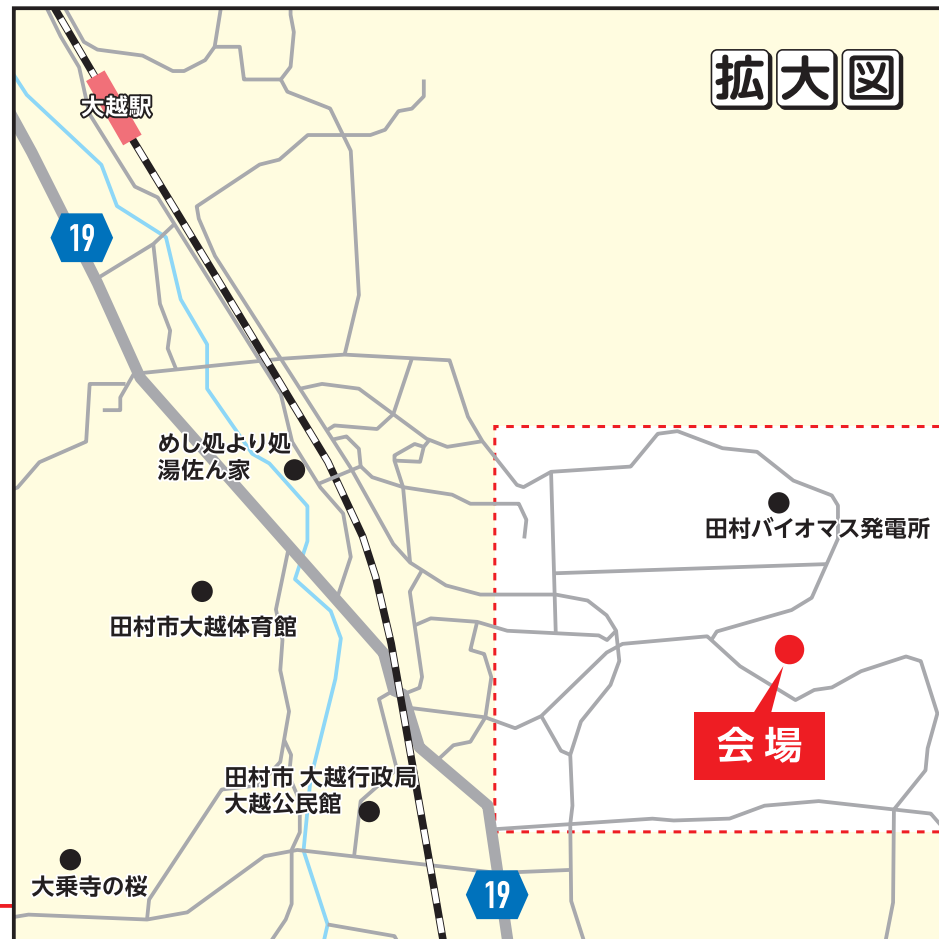 拡大図
大越駅
19
めし処より処
湯佐ん家
田村バイオマス発電所
田村市大越体育館
会場
田村市 大越行政局
大越公民館
大乗寺の桜
19